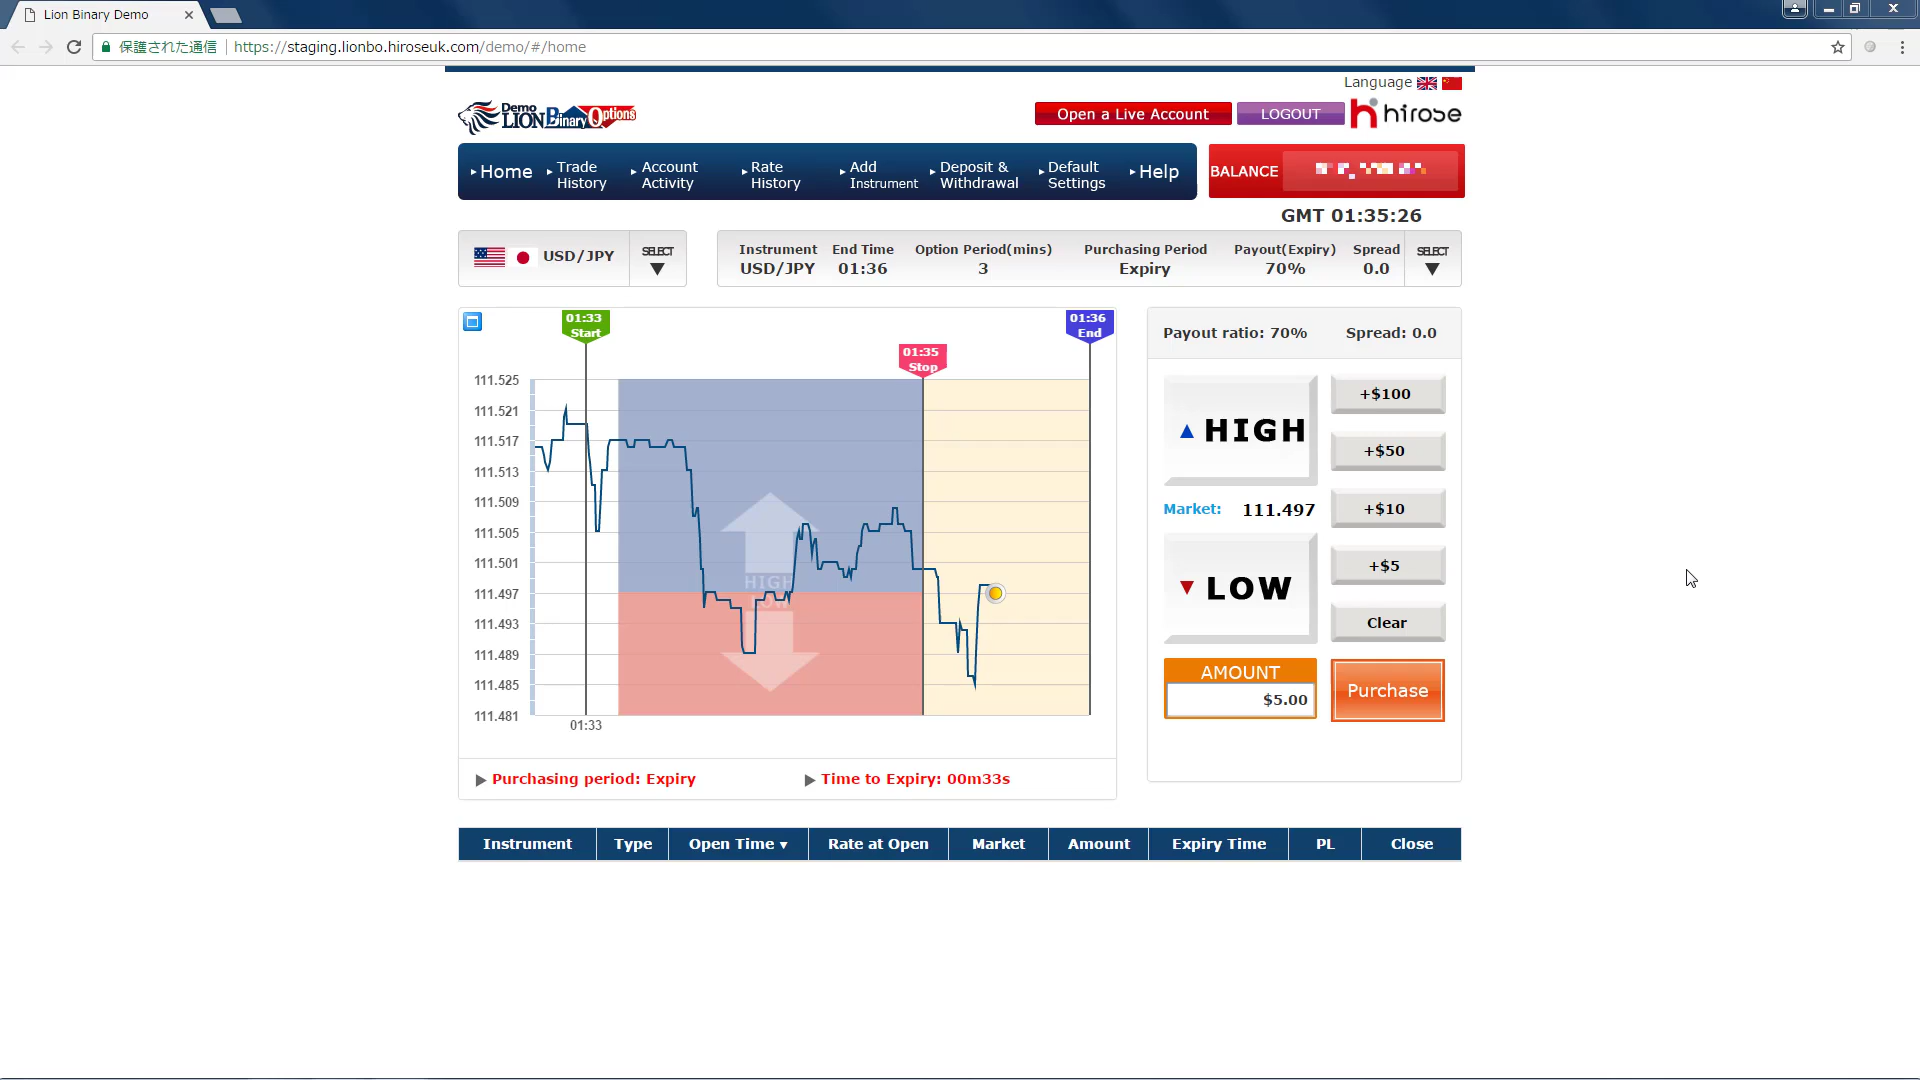 Lion Binary Demo
保護された通信 https://staging.lionbo.hiroseuk.com/demo/#/home
Language
Demo
LION Binary Options
Open a Live Account
LOGOUT
hirose
Home
Trade History
Account Activity
Rate History
Add Instrument
Deposit & Withdrawal
Default Settings
Help
BALANCE
GMT 01:35:26
USD/JPY
SELECT
Instrument End Time Option Period(mins) Purchasing Period Payout(Expiry) Spread
USD/JPY 01:36 3 Expiry 70% 0.0
SELECT
01:33
Start
01:35
Stop
01:36
End
111.525
111.521
111.517
111.513
111.509
111.505
111.501
111.497
111.493
111.489
111.485
111.481
HIGH
LOW
01:33
Purchasing period: Expiry
Time to Expiry: 00m33s
Payout ratio: 70% Spread: 0.0
▲ HIGH
Market: 111.497
▼ LOW
+$100
+$50
+$10
+$5
Clear
AMOUNT
$5.00
Purchase
Instrument Type Open Time ▼ Rate at Open Market Amount Expiry Time PL Close